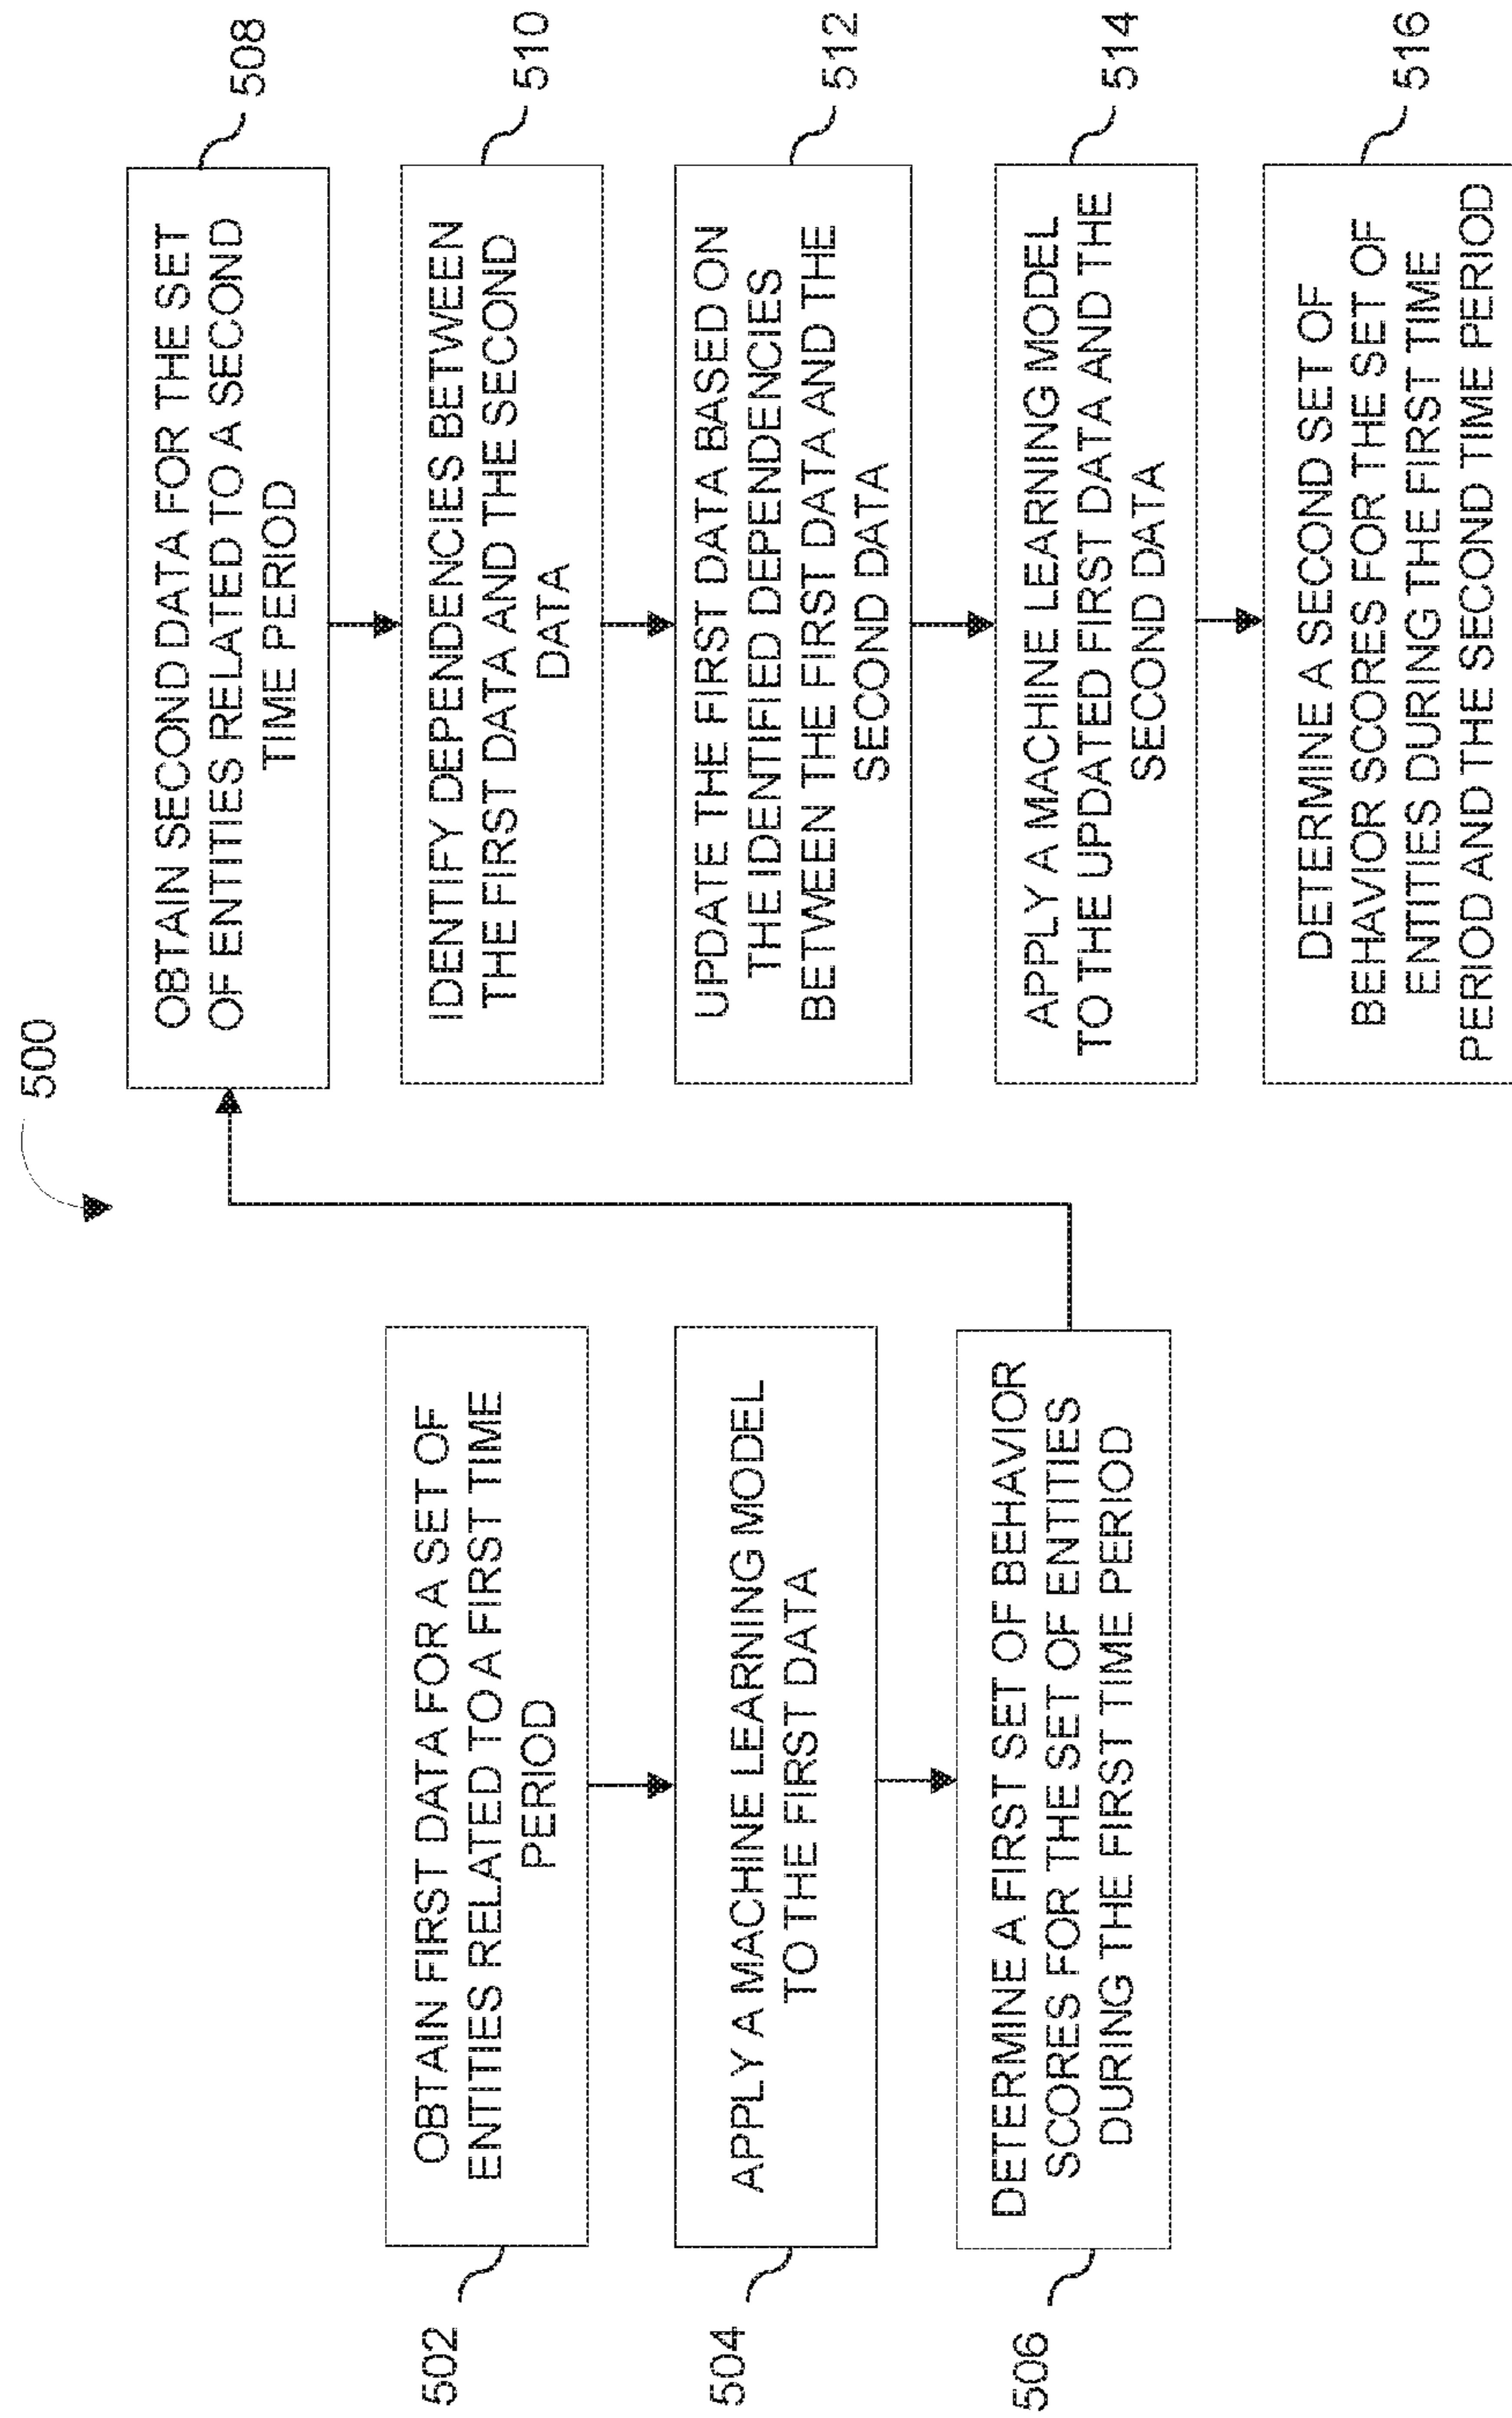 500
502
OBTAIN FIRST DATA FOR A SET OF
ENTITIES RELATED TO A FIRST TIME
PERIOD
504
APPLY A MACHINE LEARNING MODEL
TO THE FIRST DATA
506
DETERMINE A FIRST SET OF BEHAVIOR
SCORES FOR THE SET OF ENTITIES
DURING THE FIRST TIME PERIOD
OBTAIN SECOND DATA FOR THE SET
OF ENTITIES RELATED TO A SECOND
TIME PERIOD
508
IDENTIFY DEPENDENCIES BETWEEN
THE FIRST DATA AND THE SECOND
DATA
510
UPDATE THE FIRST DATA BASED ON
THE IDENTIFIED DEPENDENCIES
BETWEEN THE FIRST DATA AND THE
SECOND DATA
512
APPLY A MACHINE LEARNING MODEL
TO THE UPDATED FIRST DATA AND THE
SECOND DATA
514
DETERMINE A SECOND SET OF
BEHAVIOR SCORES FOR THE SET OF
ENTITIES DURING THE FIRST TIME
PERIOD AND THE SECOND TIME PERIOD
516